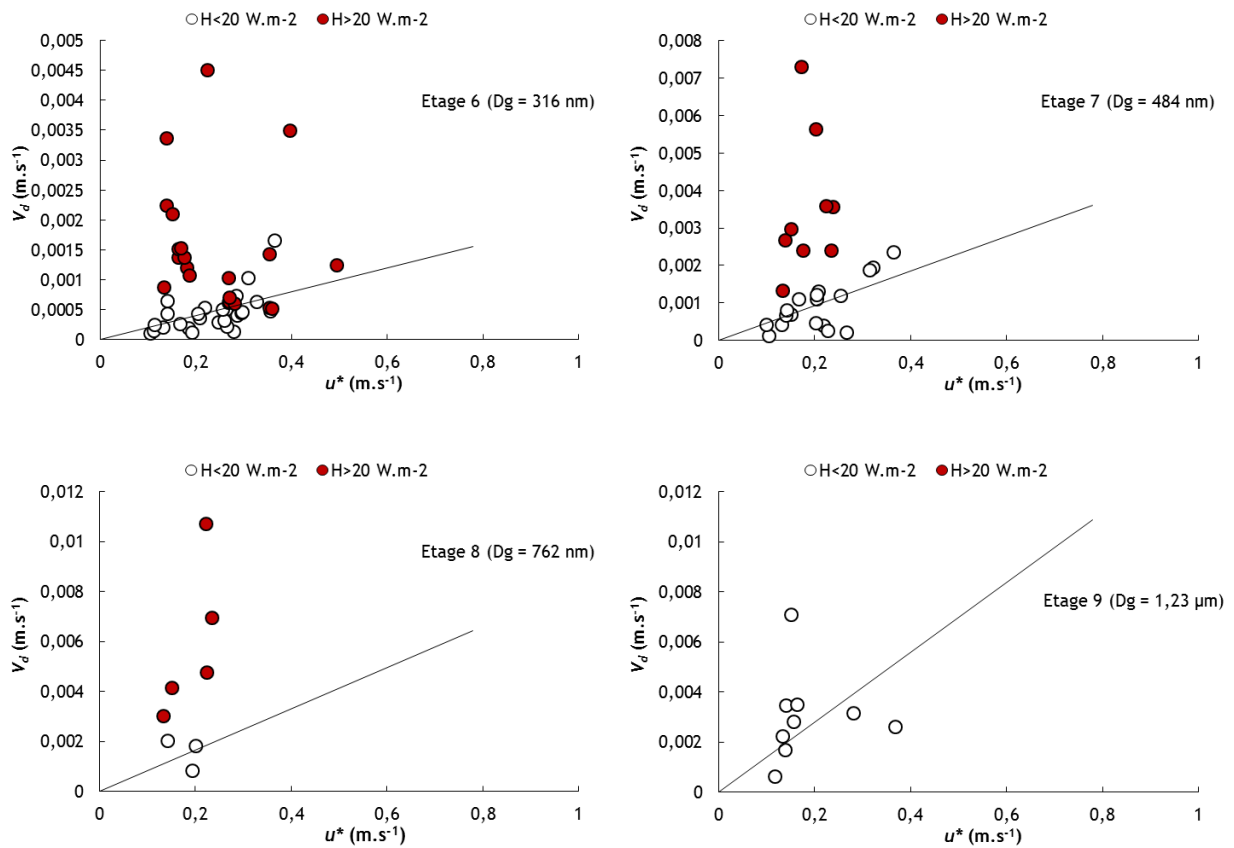 H<20 W.m-2 H>20 W.m-2
0,005
0,0045
0,004
0,0035
0,003
0,0025
0,002
0,0015
0,001
0,0005
0
V_d (m.s⁻¹)
Etage 6 (Dg = 316 nm)
0 0,2 0,4 0,6 0,8 1
u* (m.s⁻¹)
H<20 W.m-2 H>20 W.m-2
0,008
0,007
0,006
0,005
0,004
0,003
0,002
0,001
0
V_d (m.s⁻¹)
Etage 7 (Dg = 484 nm)
0 0,2 0,4 0,6 0,8 1
u* (m.s⁻¹)
H<20 W.m-2 H>20 W.m-2
0,012
0,01
0,008
0,006
0,004
0,002
0
V_d (m.s⁻¹)
Etage 8 (Dg = 762 nm)
0 0,2 0,4 0,6 0,8 1
u* (m.s⁻¹)
H<20 W.m-2 H>20 W.m-2
0,012
0,01
0,008
0,006
0,004
0,002
0
V_d (m.s⁻¹)
Etage 9 (Dg = 1,23 µm)
0 0,2 0,4 0,6 0,8 1
u* (m.s⁻¹)